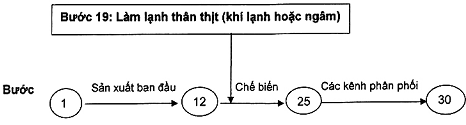 Bước 19: Làm lạnh thân thịt (khí lạnh hoặc ngâm)
Bước 1 Sản xuất ban đầu 12 Chế biến 25 Các kênh phân phối 30